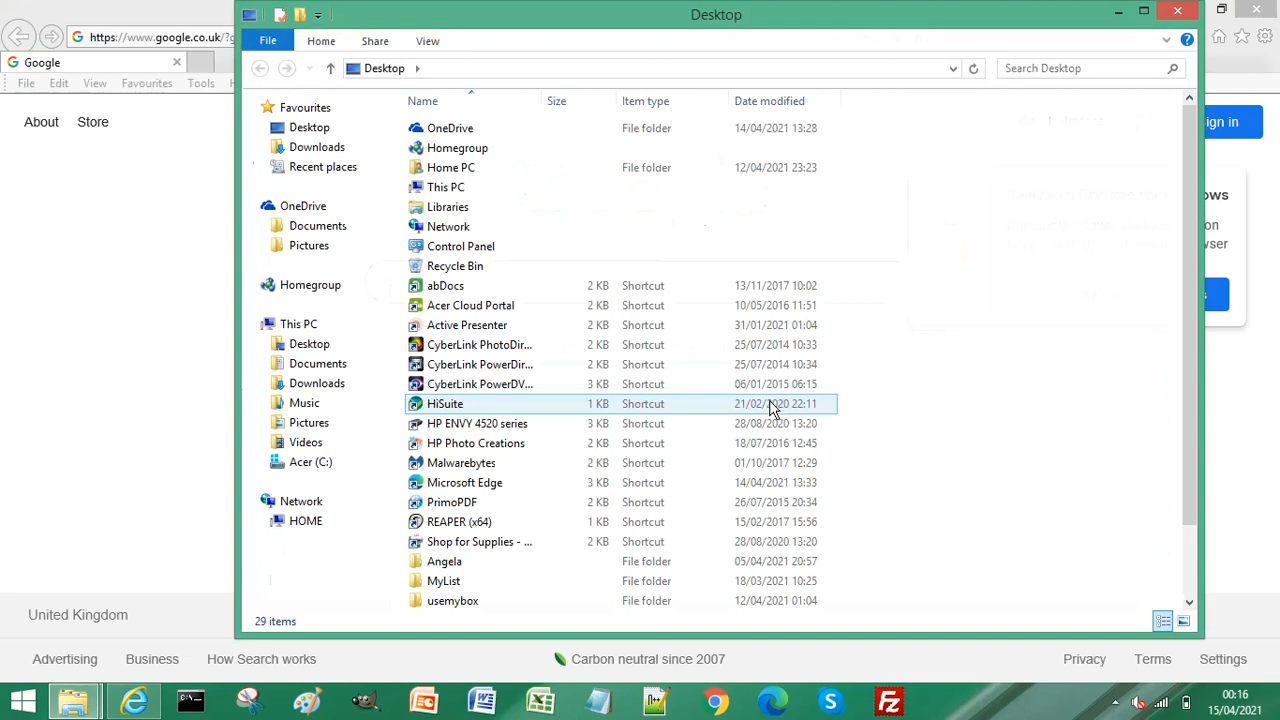 Desktop
https://www.google.co.uk/?g
Google
File Edit View Favourites Tools
File Home Share View
Desktop
Search Desktop
About Store
Sign in
Name Size Item type Date modified
Favourites
Desktop
Downloads
Recent places
OneDrive
Documents
Pictures
Homegroup
This PC
Desktop
Documents
Downloads
Music
Pictures
Videos
Acer (C:)
Network
HOME
OneDrive File folder 14/04/2021 13:28
Homegroup
Home PC File folder 12/04/2021 23:23
This PC
Libraries
Network
Control Panel
Recycle Bin
abDocs 2 KB Shortcut 13/11/2017 10:02
Acer Cloud Portal 2 KB Shortcut 10/05/2016 11:51
Active Presenter 2 KB Shortcut 31/01/2021 01:04
CyberLink PhotoDir... 2 KB Shortcut 25/07/2014 10:33
CyberLink PowerDir... 2 KB Shortcut 25/07/2014 10:34
CyberLink PowerDV... 3 KB Shortcut 06/01/2015 06:15
HiSuite 1 KB Shortcut 21/02/2020 22:11
HP ENVY 4520 series 3 KB Shortcut 28/08/2020 13:20
HP Photo Creations 2 KB Shortcut 18/07/2016 12:45
Malwarebytes 2 KB Shortcut 01/10/2017 12:29
Microsoft Edge 3 KB Shortcut 14/04/2021 13:33
PrimoPDF 2 KB Shortcut 26/07/2015 20:34
REAPER (x64) 1 KB Shortcut 15/02/2017 15:56
Shop for Supplies - ... 2 KB Shortcut 28/08/2020 13:20
Angela File folder 05/04/2021 20:57
MyList File folder 18/03/2021 10:25
usemybox File folder 12/04/2021 01:04
29 items
ows
on
wser
s
United Kingdom
Advertising Business How Search works Carbon neutral since 2007 Privacy Terms Settings
00:16
15/04/2021